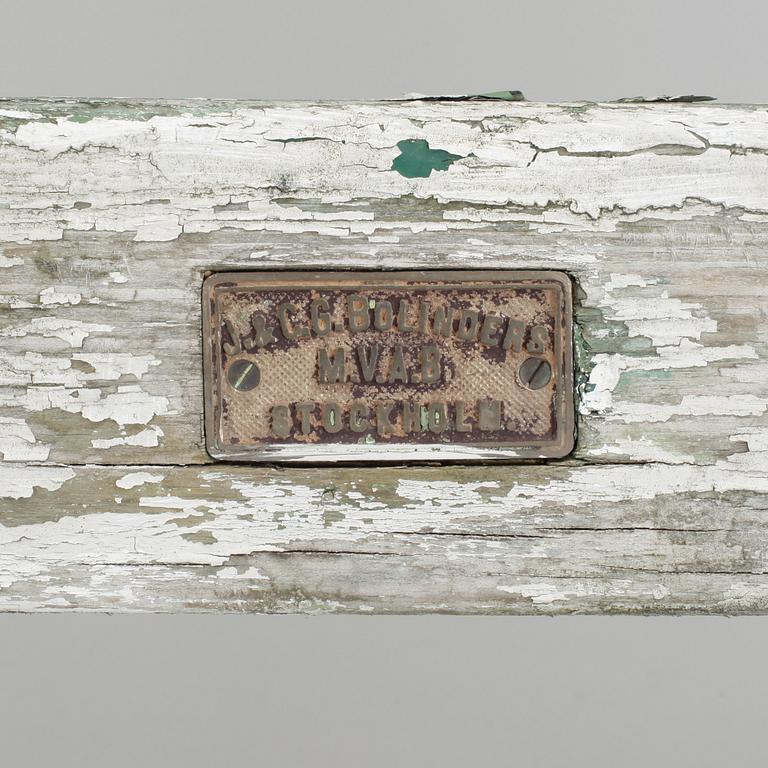 J. & C. G. BOLINDERS
M.V.A.B.
STOCKHOLM